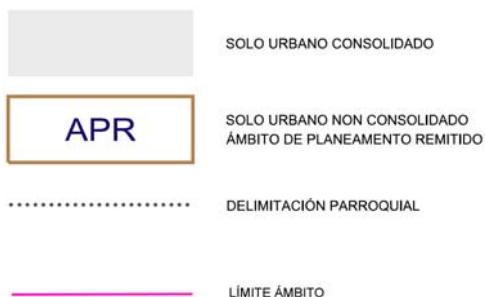 SOLO URBANO CONSOLIDADO
APR
SOLO URBANO NON CONSOLIDADO
ÁMBITO DE PLANEAMENTO REMITIDO
DELIMITACIÓN PARROQUIAL
LÍMITE ÁMBITO